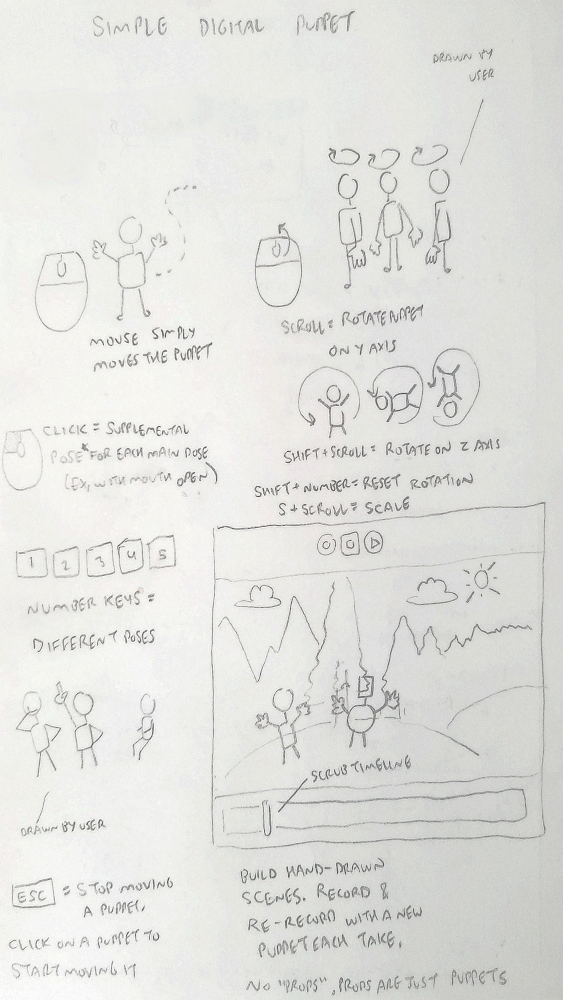 SIMPLE DIGITAL PUPPET
DRAWN BY
USER
MOUSE SIMPLY
MOVES THE PUPPET
SCROLL = ROTATE PUPPET
ON Y AXIS
CLICK = SUPPLEMENTAL
POSE* FOR EACH MAIN POSE
(EX, WITH MOUTH OPEN)
SHIFT + SCROLL = ROTATE ON Z AXIS
SHIFT + NUMBER = RESET ROTATION
S + SCROLL = SCALE
1 2 3 4 5
NUMBER KEYS =
DIFFERENT POSES
DRAWN BY USER
SCRUB TIMELINE
ESC = STOP MOVING
A PUPPET.
CLICK ON A PUPPET TO
START MOVING IT
BUILD HAND-DRAWN
SCENES. RECORD &
RE-RECORD WITH A NEW
PUPPET EACH TAKE.
NO "PROPS", PROPS ARE JUST PUPPETS